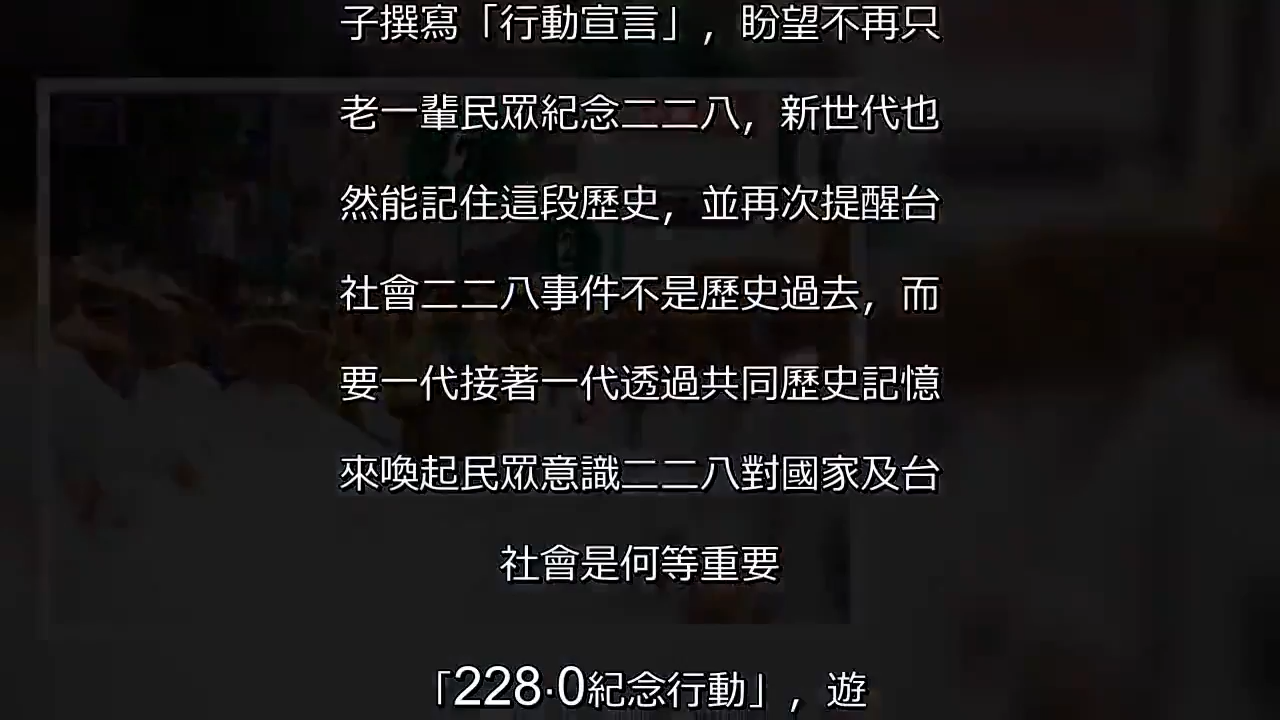 子撰寫「行動宣言」，盼望不再只
老一輩民眾紀念二二八，新世代也
然能記住這段歷史，並再次提醒台
社會二二八事件不是歷史過去，而
要一代接著一代透過共同歷史記憶
來喚起民眾意識二二八對國家及台
社會是何等重要
「228·0紀念行動」，遊